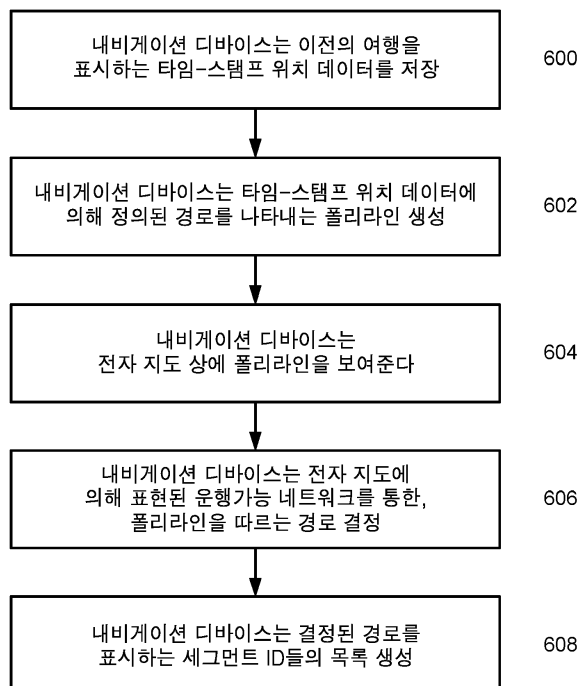 내비게이션 디바이스는 이전의 여행을
표시하는 타임-스탬프 위치 데이터를 저장
600
내비게이션 디바이스는 타임-스탬프 위치 데이터에
의해 정의된 경로를 나타내는 폴리라인 생성
602
내비게이션 디바이스는
전자 지도 상에 폴리라인을 보여준다
604
내비게이션 디바이스는 전자 지도에
의해 표현된 운행가능 네트워크를 통한,
폴리라인을 따르는 경로 결정
606
내비게이션 디바이스는 결정된 경로를
표시하는 세그먼트 ID들의 목록 생성
608